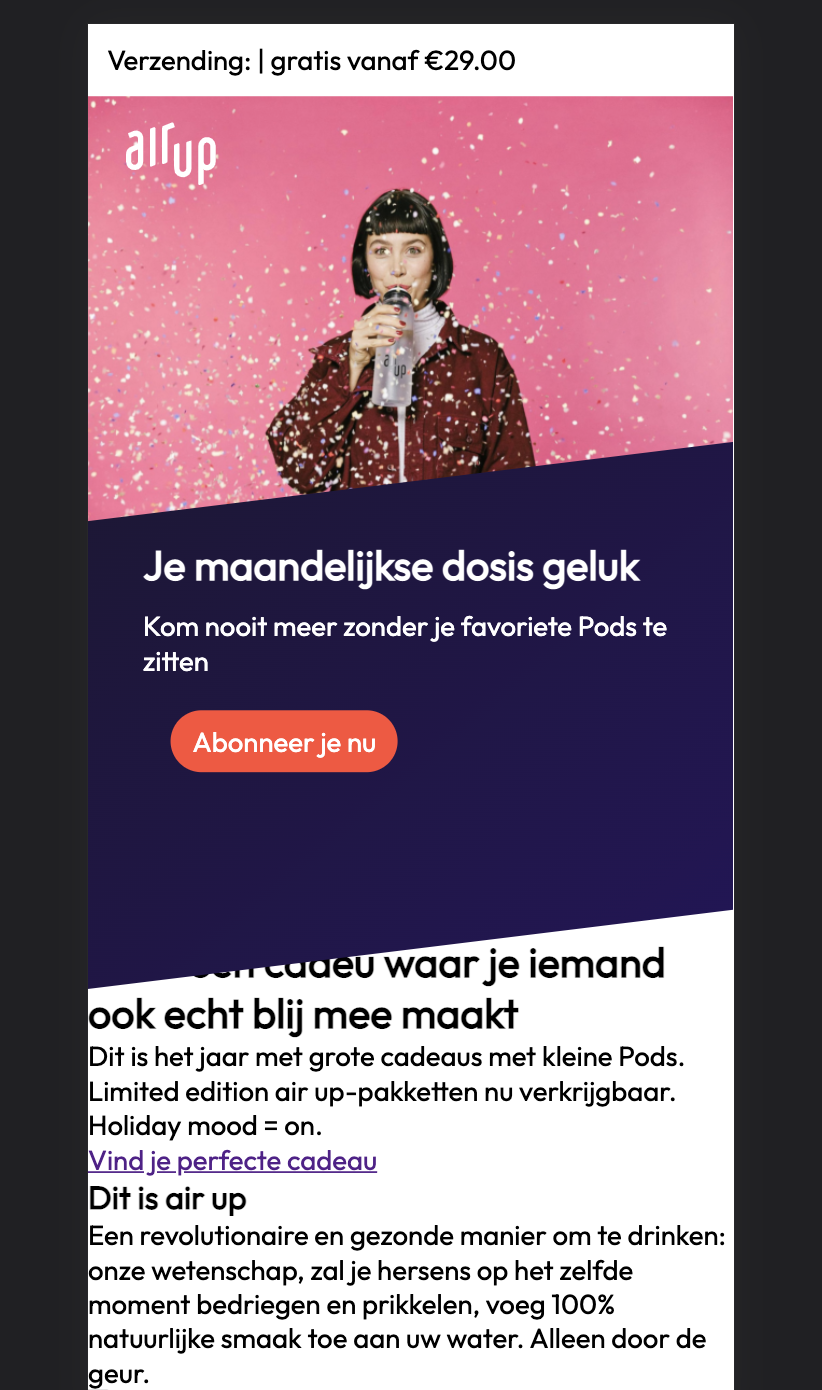 Verzending: | gratis vanaf €29.00
air up
air up
Je maandelijkse dosis geluk
Kom nooit meer zonder je favoriete Pods te
zitten
Abonneer je nu
cadeu waar je iemand
ook echt blij mee maakt
Dit is het jaar met grote cadeaus met kleine Pods.
Limited edition air up-pakketten nu verkrijgbaar.
Holiday mood = on.
Vind je perfecte cadeau
Dit is air up
Een revolutionaire en gezonde manier om te drinken:
onze wetenschap, zal je hersens op het zelfde
moment bedriegen en prikkelen, voeg 100%
natuurlijke smaak toe aan uw water. Alleen door de
geur.